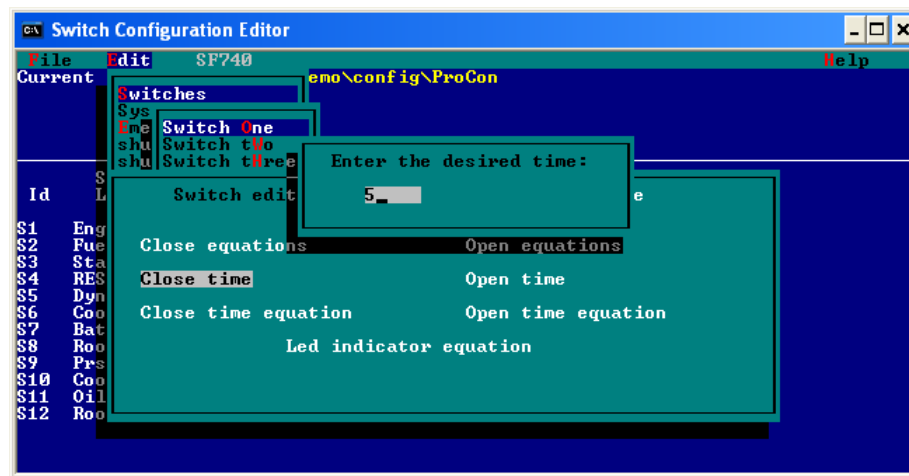 Switch Configuration Editor
File Edit SF740 Help
Current emo\config\ProCon
Switches
Sys
Eme Switch One
shu Switch tWo
shu Switch tHree
Enter the desired time:
5_
S
Id L Switch edit e
S1 Eng
S2 Fue Close equations Open equations
S3 Sta
S4 RES Close time Open time
S5 Dyn
S6 Coo Close time equation Open time equation
S7 Bat
S8 Roo Led indicator equation
S9 Prs
S10 Coo
S11 Oil
S12 Roo